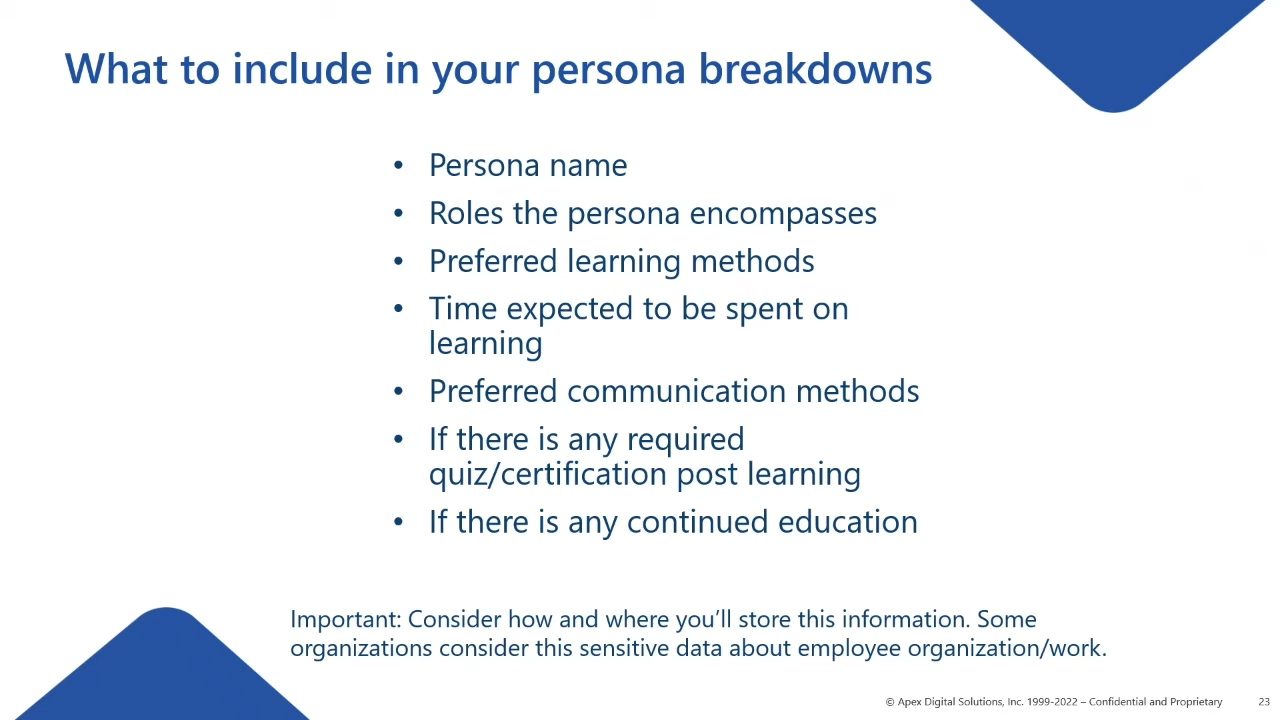 What to include in your persona breakdowns
• Persona name
• Roles the persona encompasses
• Preferred learning methods
• Time expected to be spent on
learning
• Preferred communication methods
• If there is any required
quiz/certification post learning
• If there is any continued education
Important: Consider how and where you’ll store this information. Some
organizations consider this sensitive data about employee organization/work.
© Apex Digital Solutions, Inc. 1999-2022 – Confidential and Proprietary 23